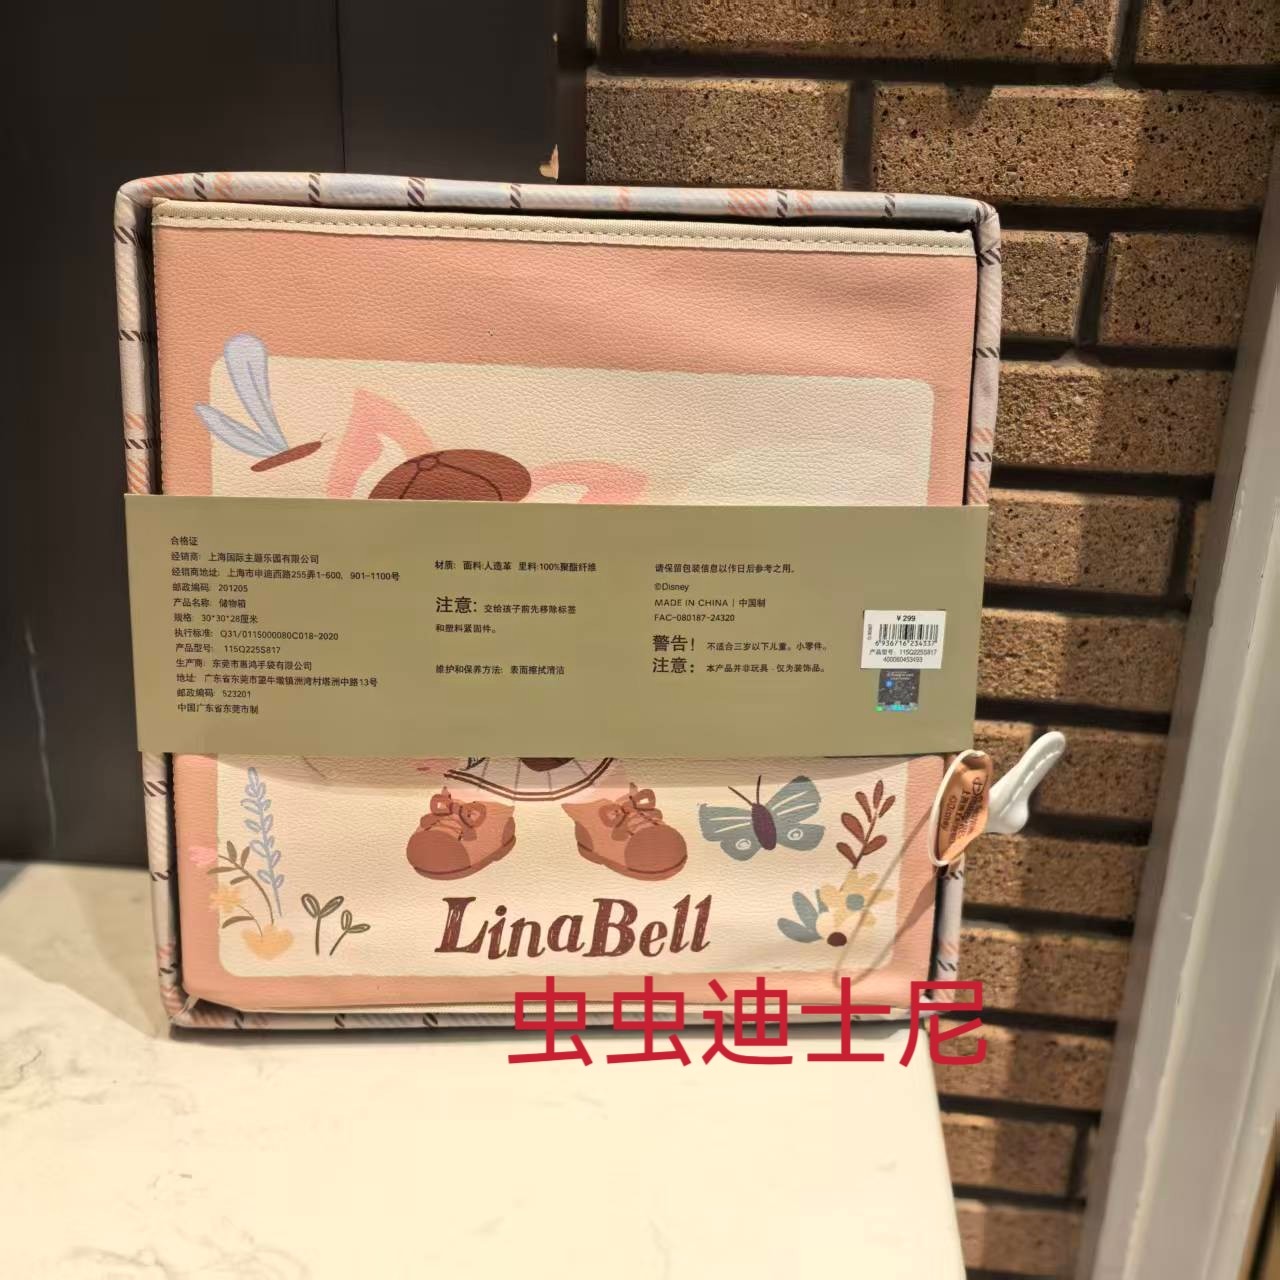 合格证
经销商: 上海国际主题乐园有限公司
经销商地址: 上海市申迪西路255弄1-600, 901-1100号
邮政编码: 201205
产品名称: 储物箱
规格: 30*30*28厘米
执行标准: Q31/0115000080C018-2020
产品型号: 115Q225S817
生产商: 东莞市惠鸿手袋有限公司
地址: 广东省东莞市望牛墩镇洲湾村塔洲中路13号
邮政编码: 523201
中国广东省东莞市制
材质: 面料:人造革 里料:100%聚酯纤维
注意: 交给孩子前先移除标签
和塑料紧固件。
维护和保养方法: 表面擦拭清洁
请保留包装信息以作日后参考之用。
©Disney
MADE IN CHINA | 中国制
FAC-080187-24320
警告! 不适合三岁以下儿童。小零件。
注意: 本产品并非玩具,仅为装饰品。
¥299
6 936716 234337
产品型号: 115Q225S817
400060453493
LinaBell
虫虫迪士尼